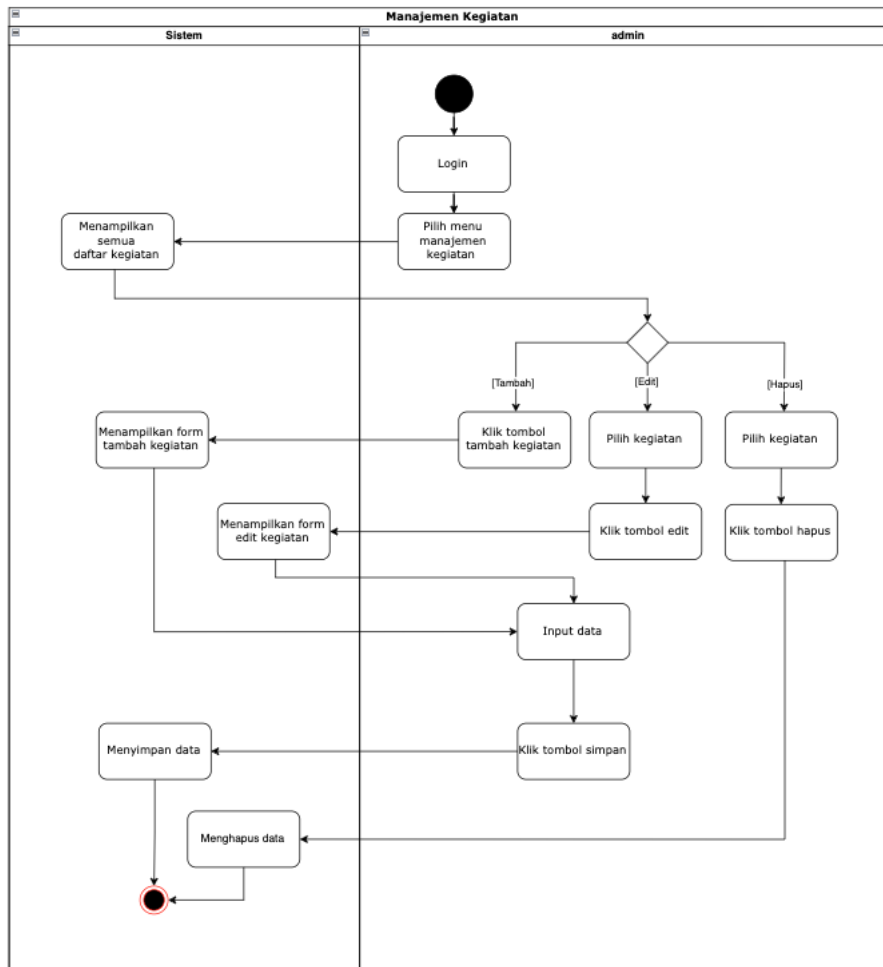 Manajemen Kegiatan
Sistem
admin
Login
Pilih menu
manajemen
kegiatan
Menampilkan
semua
daftar kegiatan
[Tambah]
[Edit]
[Hapus]
Klik tombol
tambah kegiatan
Pilih kegiatan
Pilih kegiatan
Menampilkan form
tambah kegiatan
Klik tombol edit
Klik tombol hapus
Menampilkan form
edit kegiatan
Input data
Klik tombol simpan
Menyimpan data
Menghapus data